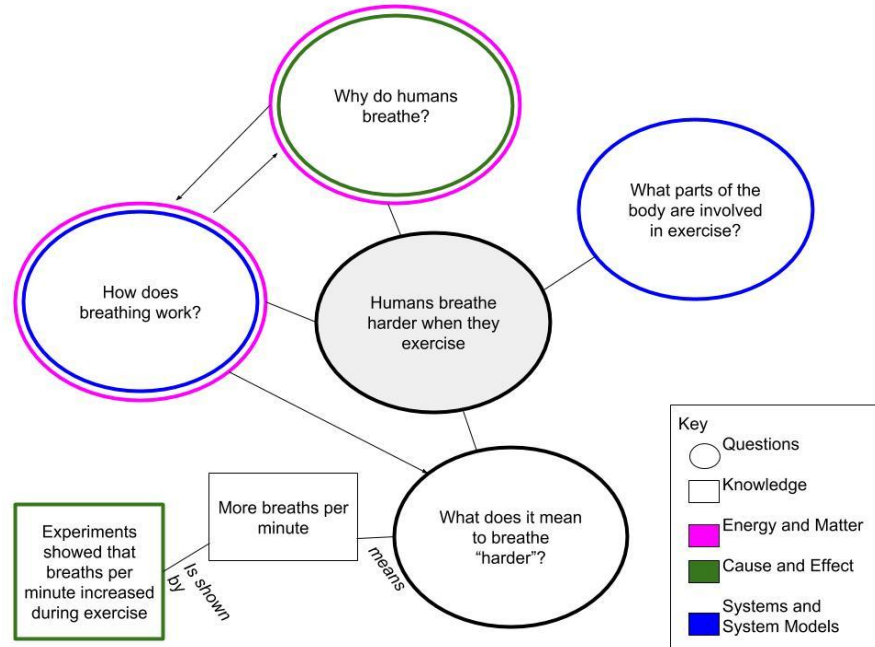 Why do humans
breathe?
What parts of the
body are involved
in exercise?
How does
breathing work?
Humans breathe
harder when they
exercise
What does it mean
to breathe
“harder”?
means
More breaths per
minute
Is shown
by
Experiments
showed that
breaths per
minute increased
during exercise
Key
Questions
Knowledge
Energy and Matter
Cause and Effect
Systems and
System Models